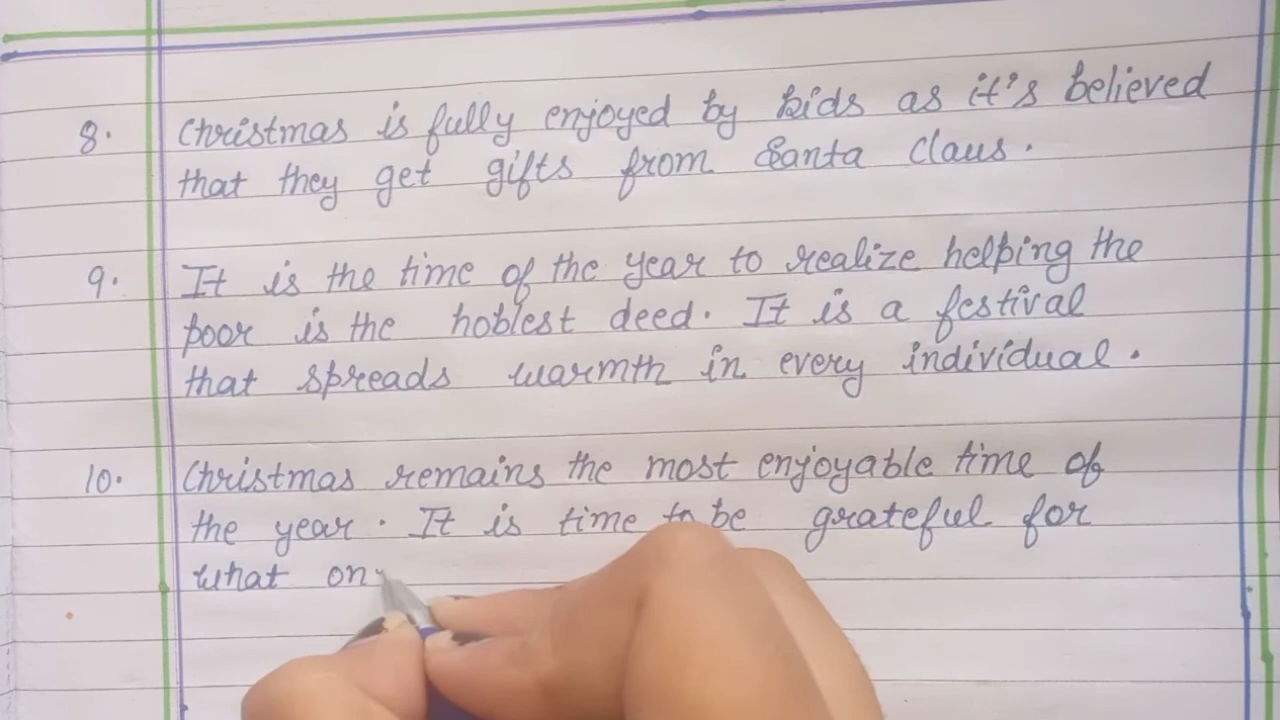 8. Christmas is fully enjoyed by kids as it's believed
that they get gifts from Santa Claus.
9. It is the time of the year to realize helping the
poor is the noblest deed. It is a festival
that spreads warmth in every individual.
10. Christmas remains the most enjoyable time of
the year. It is time to be grateful for
what on